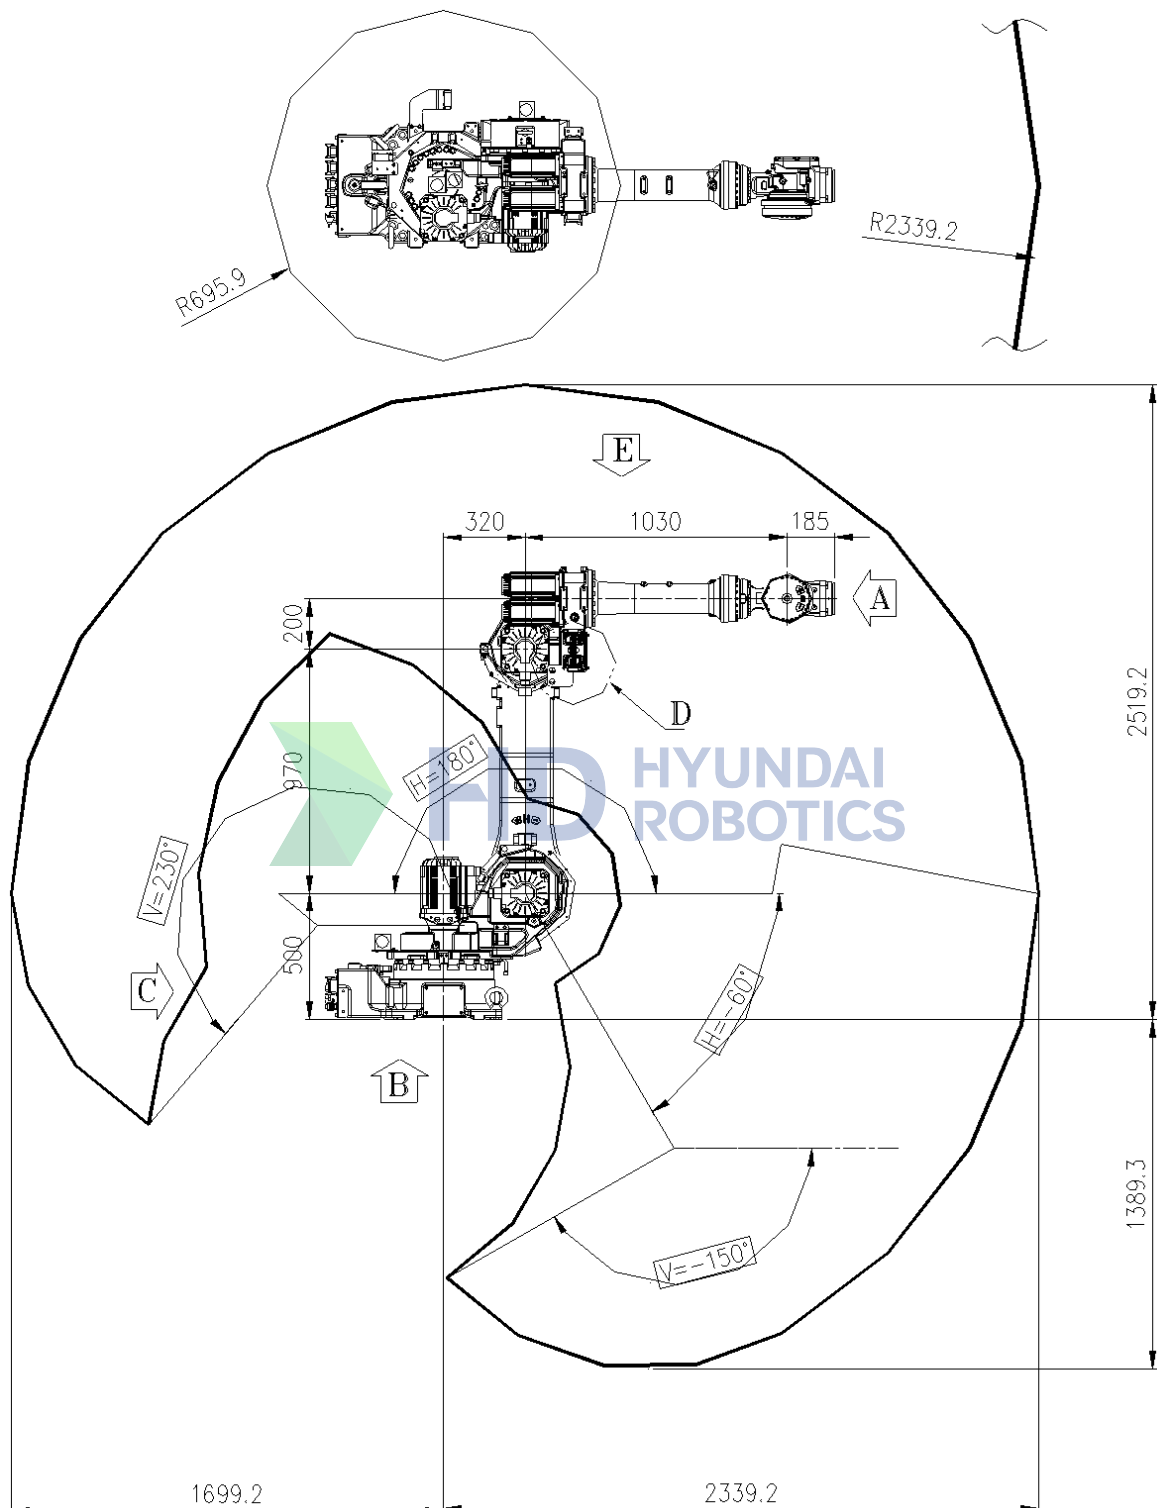 R2339.2
R695.9
E
320
1030
185
A
200
D
2519.2
970
H=180°
HD HYUNDAI
ROBOTICS
V=230°
500
C
H=-60°
B
1389.3
V=-150°
1699.2
2339.2